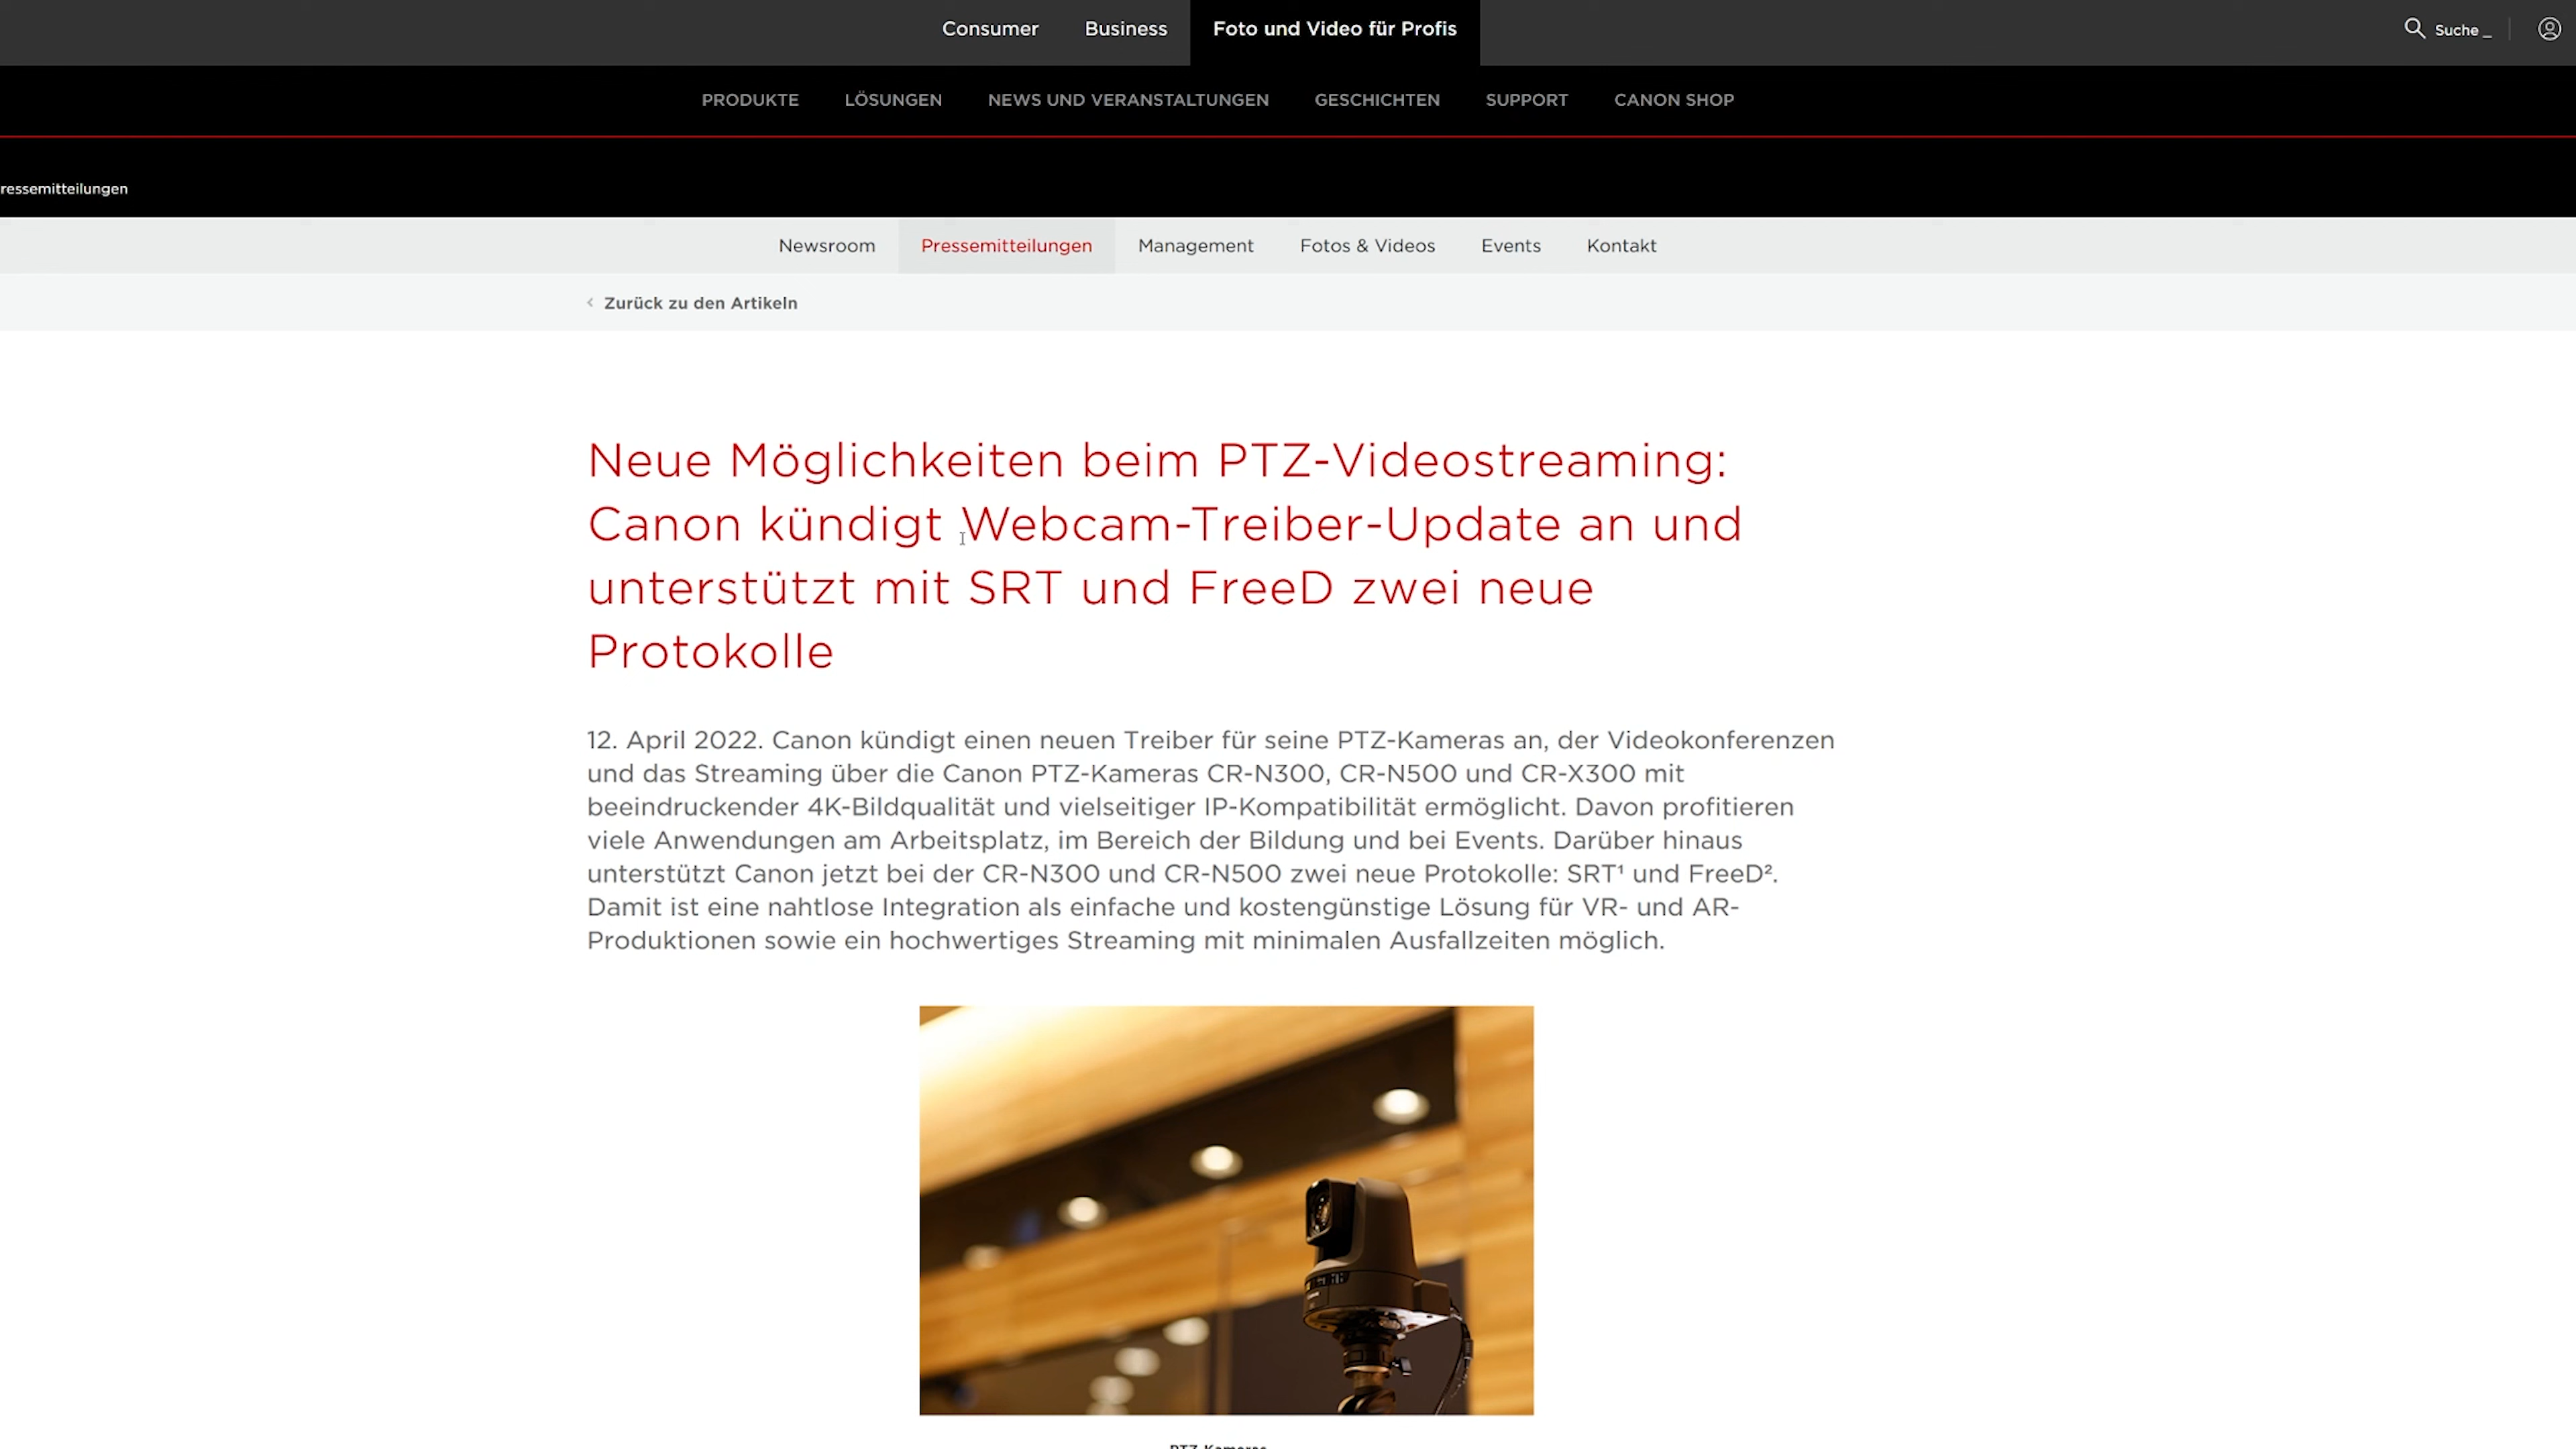 Consumer Business Foto und Video für Profis Suche _
PRODUKTE LÖSUNGEN NEWS UND VERANSTALTUNGEN GESCHICHTEN SUPPORT CANON SHOP
ressemitteilungen
Newsroom Pressemitteilungen Management Fotos & Videos Events Kontakt
Zurück zu den Artikeln
Neue Möglichkeiten beim PTZ-Videostreaming:
Canon kündigt Webcam-Treiber-Update an und
unterstützt mit SRT und FreeD zwei neue
Protokolle
12. April 2022. Canon kündigt einen neuen Treiber für seine PTZ-Kameras an, der Videokonferenzen
und das Streaming über die Canon PTZ-Kameras CR-N300, CR-N500 und CR-X300 mit
beeindruckender 4K-Bildqualität und vielseitiger IP-Kompatibilität ermöglicht. Davon profitieren
viele Anwendungen am Arbeitsplatz, im Bereich der Bildung und bei Events. Darüber hinaus
unterstützt Canon jetzt bei der CR-N300 und CR-N500 zwei neue Protokolle: SRT¹ und FreeD².
Damit ist eine nahtlose Integration als einfache und kostengünstige Lösung für VR- und AR-
Produktionen sowie ein hochwertiges Streaming mit minimalen Ausfallzeiten möglich.
PTZ-Kameras